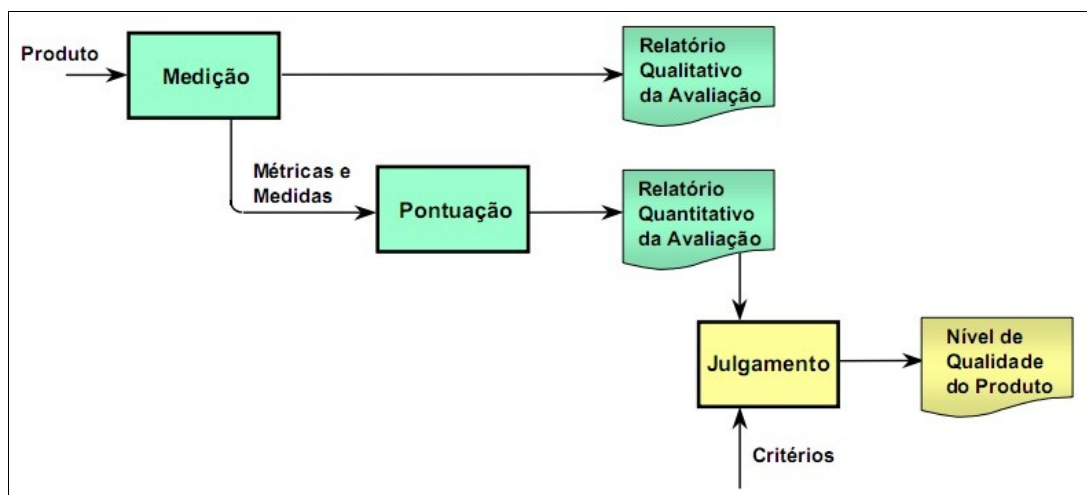 Produto
Medição
Relatório
Qualitativo
da Avaliação
Métricas e
Medidas
Pontuação
Relatório
Quantitativo
da Avaliação
Julgamento
Nível de
Qualidade
do Produto
Critérios